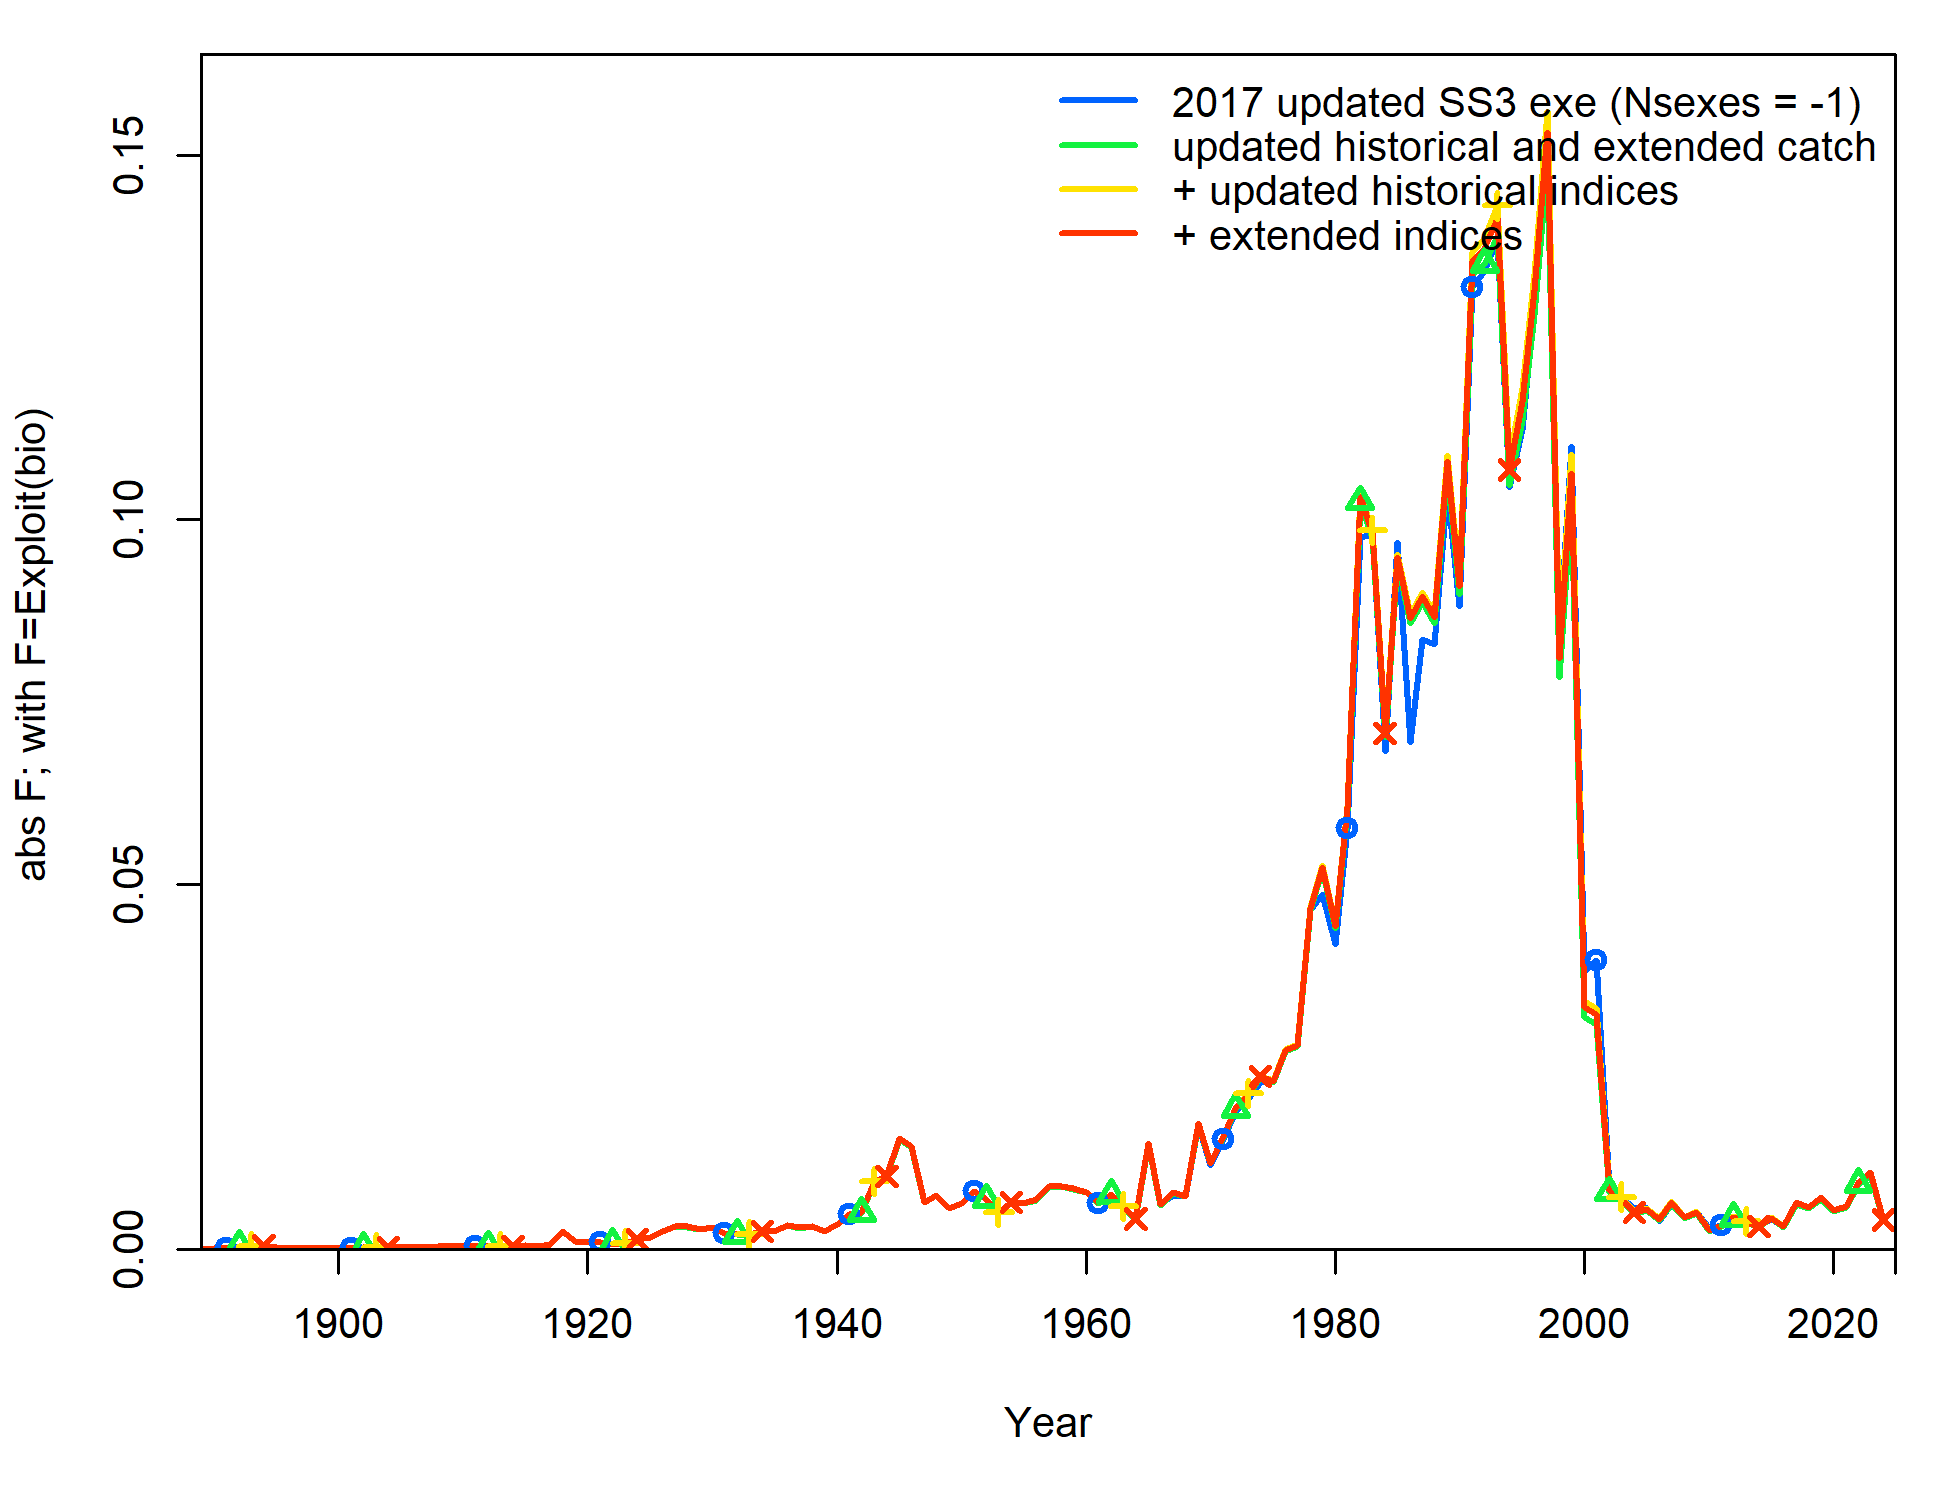 2017 updated SS3 exe (Nsexes = -1)
updated historical and extended catch
+ updated historical indices
+ extended indices
abs F; with F=Exploit(bio)
0.15
0.10
0.05
0.00
1900 1920 1940 1960 1980 2000 2020
Year